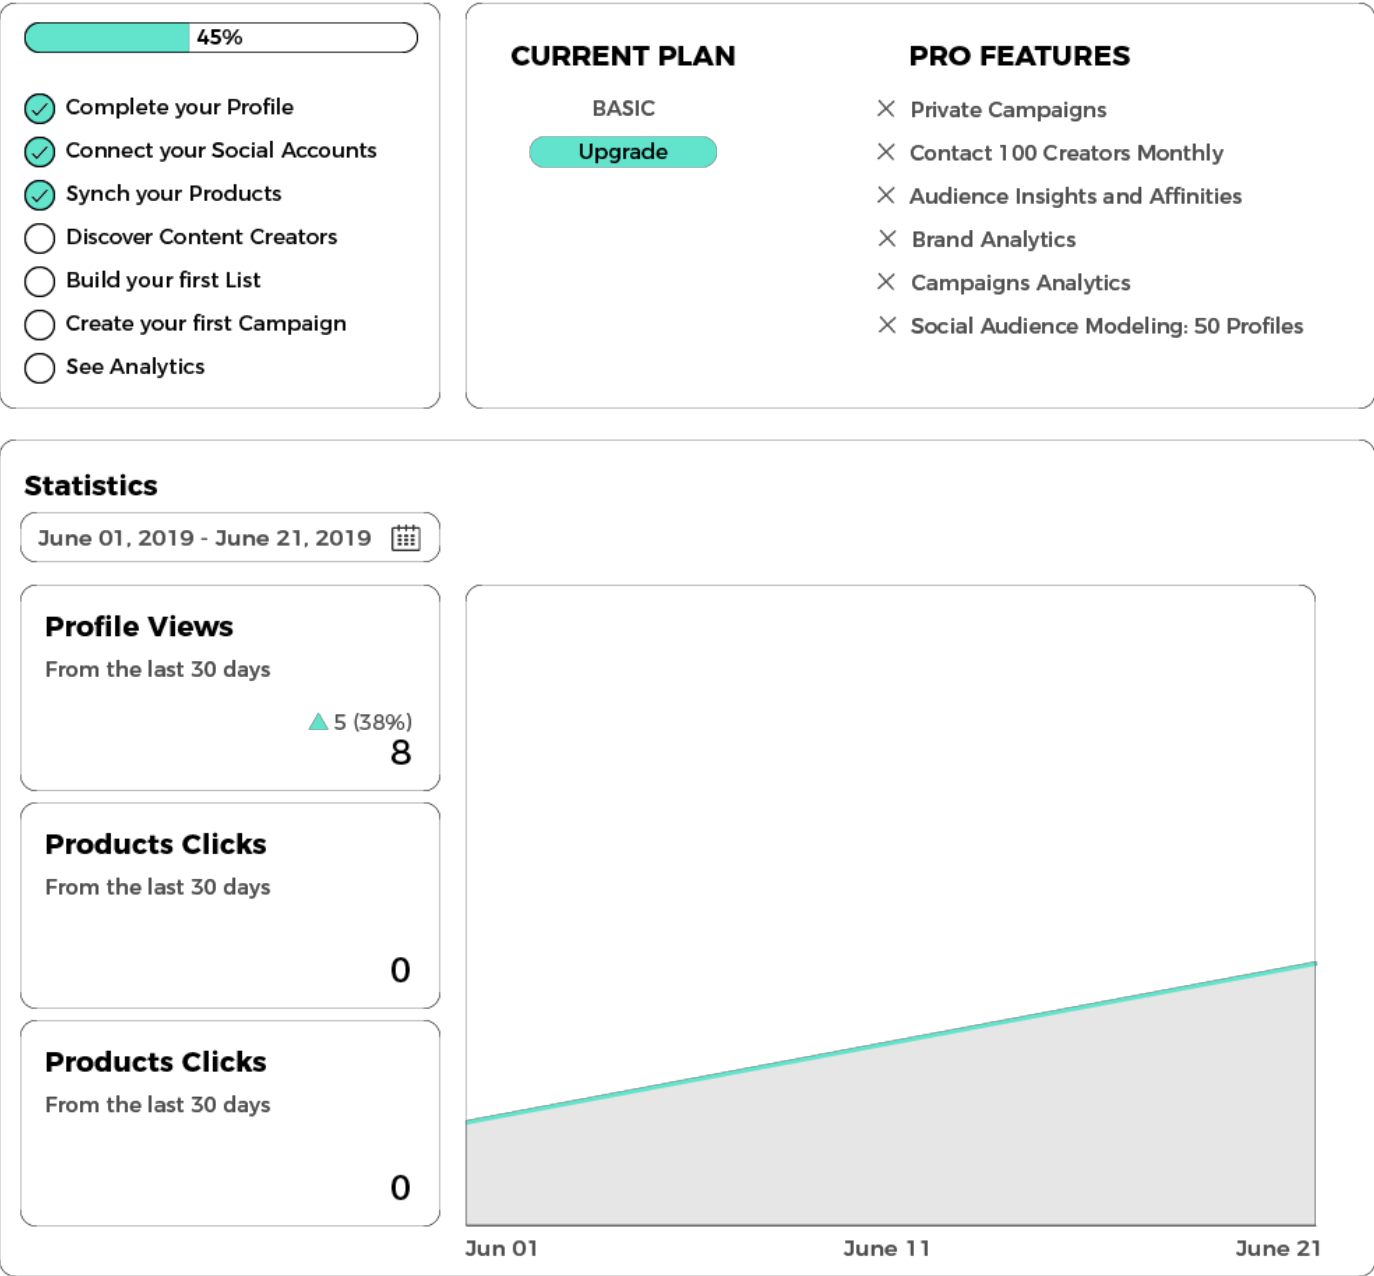 45%
Complete your Profile
Connect your Social Accounts
Synch your Products
Discover Content Creators
Build your first List
Create your first Campaign
See Analytics
CURRENT PLAN
BASIC
Upgrade
PRO FEATURES
Private Campaigns
Contact 100 Creators Monthly
Audience Insights and Affinities
Brand Analytics
Campaigns Analytics
Social Audience Modeling: 50 Profiles
Statistics
June 01, 2019 - June 21, 2019
Profile Views
From the last 30 days
5 (38%)
8
Products Clicks
From the last 30 days
0
Products Clicks
From the last 30 days
0
Jun 01
June 11
June 21